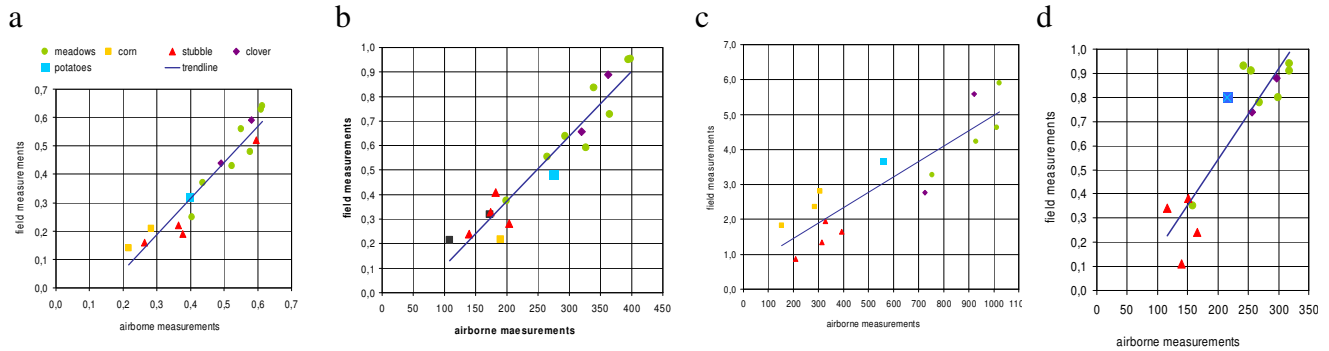 a
meadows corn stubble clover
potatoes trendline
0,7
0,6
0,5
0,4
0,3
0,2
0,1
0,0
field measurements
0,0 0,1 0,2 0,3 0,4 0,5 0,6 0,7
airborne measurements
b
1,0
0,9
0,8
0,7
0,6
0,5
0,4
0,3
0,2
0,1
0,0
field measurements
0 50 100 150 200 250 300 350 400 450
airborne maesurements
c
7,0
6,0
5,0
4,0
3,0
2,0
1,0
0,0
field measurements
0 100 200 300 400 500 600 700 800 900 1000 110
airborne measurements
d
1,0
0,9
0,8
0,7
0,6
0,5
0,4
0,3
0,2
0,1
0,0
field measurements
0 50 100 150 200 250 300 350
airborne measurements